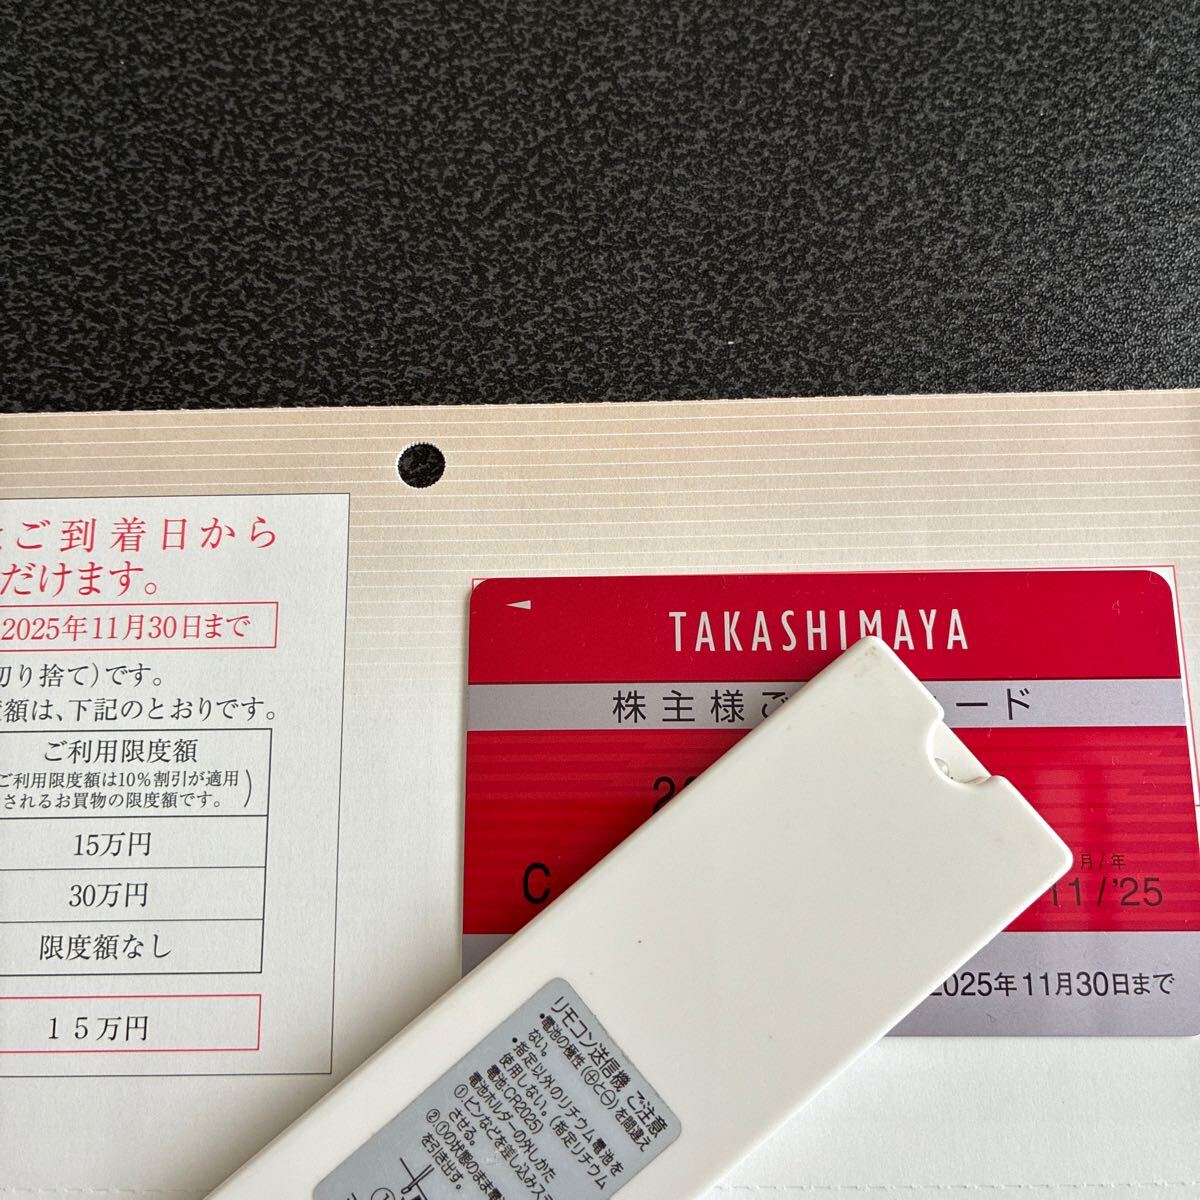 ご到着日から
だけます。
2025年11月30日まで
切り捨て)です。
額は、下記のとおりです。
ご利用限度額
ご利用限度額は10%割引が適用
されるお買物の限度額です。)
15万円
30万円
限度額なし
15万円
TAKASHIMAYA
株主様ご ード
2
C
月/年
11/'25
2025年11月30日まで
リモコン送信機 ご注意
•電池の極性(⊕と⊖)を間違え
ない。
•指定以外のリチウム電池を
使用しない。(指定リチウム
電池:CR2025)
電池ホルダーの外しかた
①ピンなどを差し込みス
させる。
②①の状態のまま電
を引き出す。